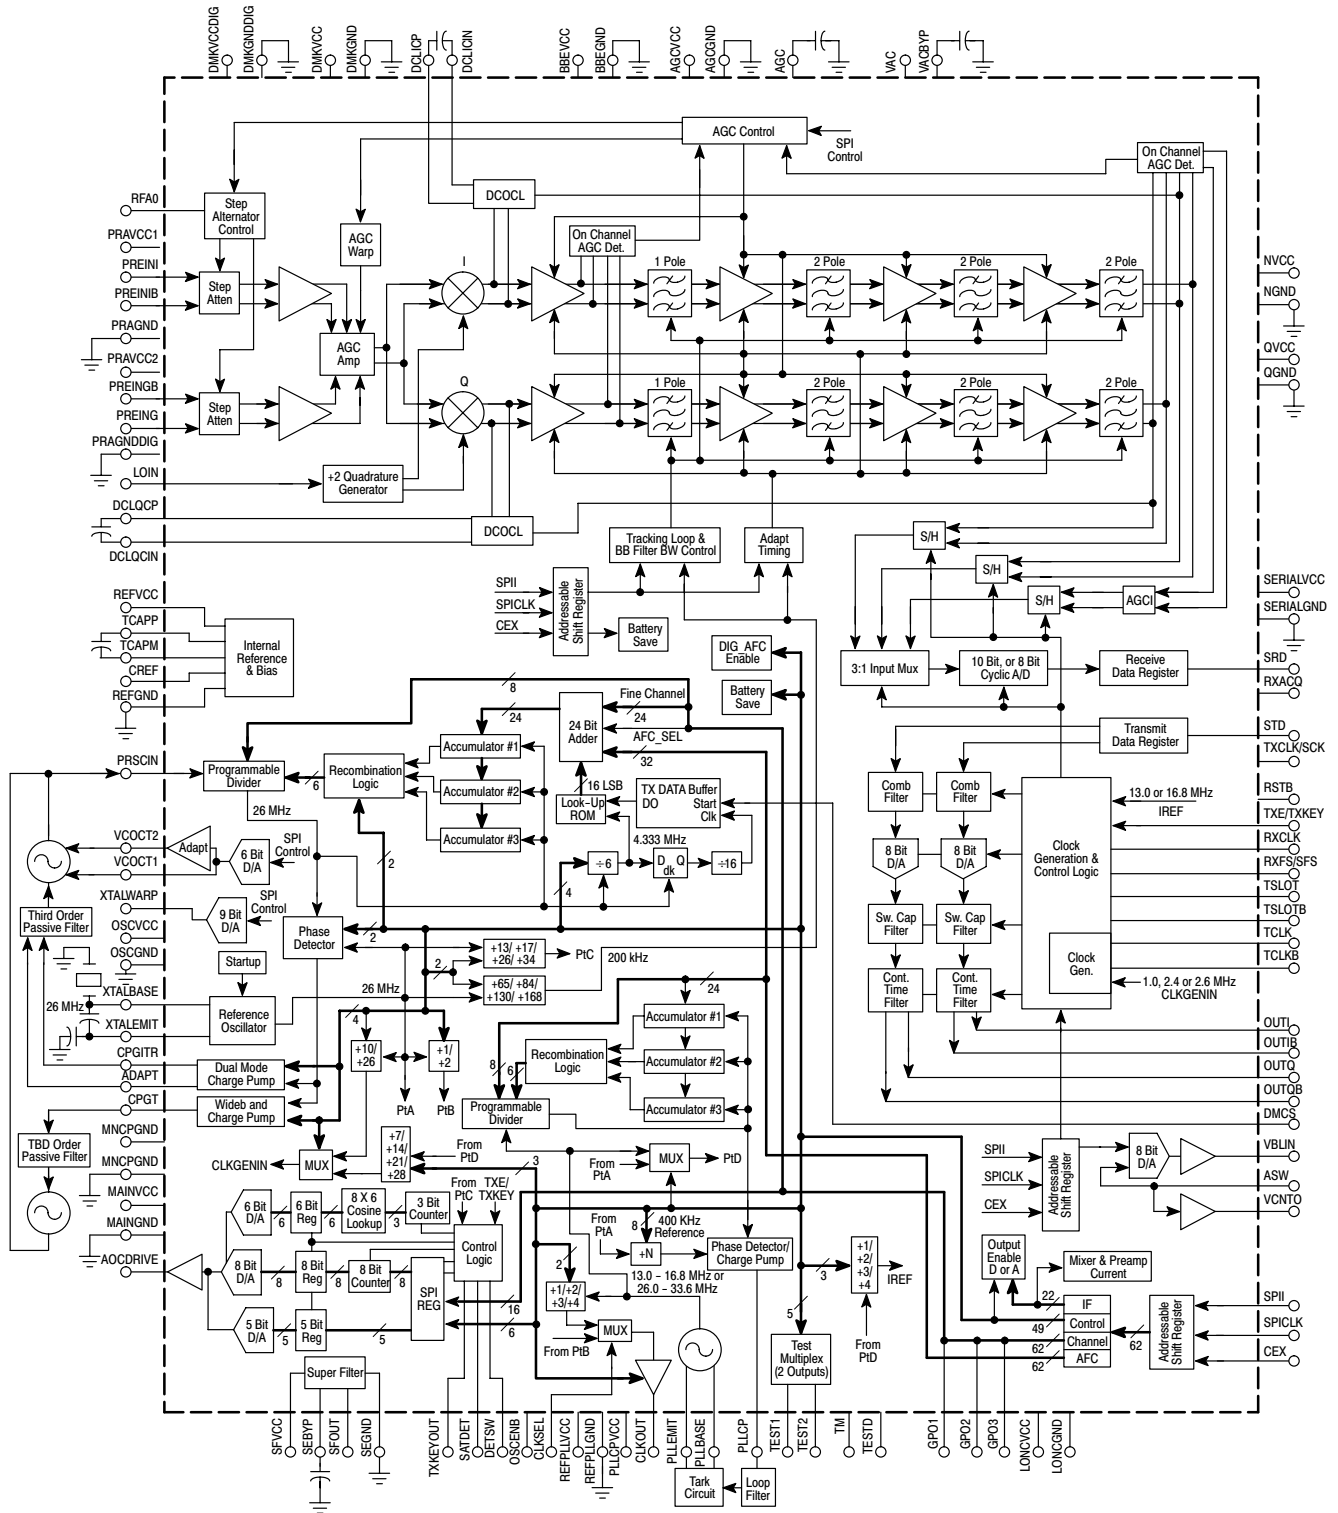 DMKVCCDIG
DMKGNDDIG
DMKVCC
DMKGND
DCLICP
DCLICIN
BBEVCC
BBEGND
AGCVCC
AGCGND
AGC
VAC
VACBYP
AGC Control
SPI
Control
On Channel
AGC Det.
RFA0
Step
Alternator
Control
DCOCL
PRAVCC1
AGC
Warp
On Channel
AGC Det.
PREINI
Step
Atten
I
1 Pole
2 Pole
2 Pole
2 Pole
NVCC
PREINIB
NGND
PRAGND
AGC
Amp
PRAVCC2
QVCC
QGND
PREINGB
Step
Atten
Q
1 Pole
2 Pole
2 Pole
2 Pole
PREING
PRAGNDDIG
LOIN
+2 Quadrature
Generator
DCLQCP
DCOCL
DCLQCIN
Tracking Loop &
BB Filter BW Control
Adapt
Timing
S/H
S/H
S/H
AGCI
SERIALVCC
SERIALGND
SPII
SPICLK
CEX
Addressable
Shift Register
Battery
Save
REFVCC
TCAPP
TCAPM
CREF
REFGND
Internal
Reference
& Bias
DIG_AFC
Enable
Battery
Save
3:1 Input Mux
10 Bit, or 8 Bit
Cyclic A/D
Receive
Data Register
SRD
RXACQ
8
Fine Channel
24
24
24 Bit
Adder
AFC_SEL
32
Transmit
Data Register
STD
TXCLK/SCK
PRSCIN
Programmable
Divider
6
Recombination
Logic
Accumulator #1
Accumulator #2
Accumulator #3
16 LSB
Look-Up
ROM
TX DATA Buffer
DO
Start
Clk
26 MHz
4.333 MHz
Comb
Filter
Comb
Filter
13.0 or 16.8 MHz
IREF
RSTB
TXE/TXKEY
RXCLK
RXFS/SFS
TSLOT
TSLOTB
TCLK
TCLKB
Clock
Generation &
Control Logic
8 Bit
D/A
8 Bit
D/A
VCOCT2
VCOCT1
Adapt
6 Bit
D/A
SPI
Control
2
÷6
D Q
dk
÷16
4
XTALWARP
9 Bit
D/A
SPI
Control
Third Order
Passive Filter
OSCVCC
OSCGND
Phase
Detector
2
Sw. Cap
Filter
Sw. Cap
Filter
Startup
2
+13/ +17/
+26/ +34
PtC
200 kHz
Clock
Gen.
+65/ +84/
+130/ +168
26 MHz
24
Cont.
Time
Filter
Cont.
Time
Filter
1.0, 2.4 or 2.6 MHz
CLKGENIN
XTALBASE
26 MHz
XTALEMIT
Reference
Oscillator
4
+10/
+26
+1/
+2
PtA
PtB
8
6
Recombination
Logic
Accumulator #1
Accumulator #2
Accumulator #3
OUTI
OUTIB
OUTQ
OUTQB
DMCS
CPGITR
ADAPT
CPGT
Dual Mode
Charge Pump
Wideb and
Charge Pump
Programmable
Divider
MNCPGND
TBD Order
Passive Filter
MNCPGND
CLKGENIN
MUX
+7/
+14/
+21/
+28
From
PtD
3
From
PtA
MUX
PtD
SPII
SPICLK
CEX
Addressable
Shift Register
8 Bit
D/A
VBLIN
ASW
VCNTO
MAINVCC
MAINGND
AOCDRIVE
6 Bit
D/A
6
6 Bit
Reg
6
8 X 6
Cosine
Lookup
3
3 Bit
Counter
From
PtC
TXE/
TXKEY
Control
Logic
From
PtA
8
400 KHz
Reference
+N
Phase Detector/
Charge Pump
13.0 – 16.8 MHz or
26.0 – 33.6 MHz
8 Bit
D/A
8
8 Bit
Reg
8
8 Bit
Counter
8
SPI
REG
16
6
2
+1/+2/
+3/+4
MUX
From PtB
5 Bit
D/A
5
5 Bit
Reg
5
3
+1/
+2/
+3/
+4
IREF
From
PtD
5
Test
Multiplex
(2 Outputs)
Output
Enable
D or A
Mixer & Preamp
Current
22
49
62
62
IF
Control
Channel
AFC
62
Addressable
Shift Register
SPII
SPICLK
CEX
Super Filter
SFVCC
SEBYP
SFOUT
SEGND
TXKEYOUT
SATDET
DETSW
OSCENB
CLKSEL
REFPLLVCC
REFPLLGND
PLLCPVCC
CLKOUT
PLLEMIT
PLLBASE
PLLCP
TEST1
TEST2
TM
TESTD
GPO1
GPO2
GPO3
LONCVCC
LONCGND
Tark
Circuit
Loop
Filter